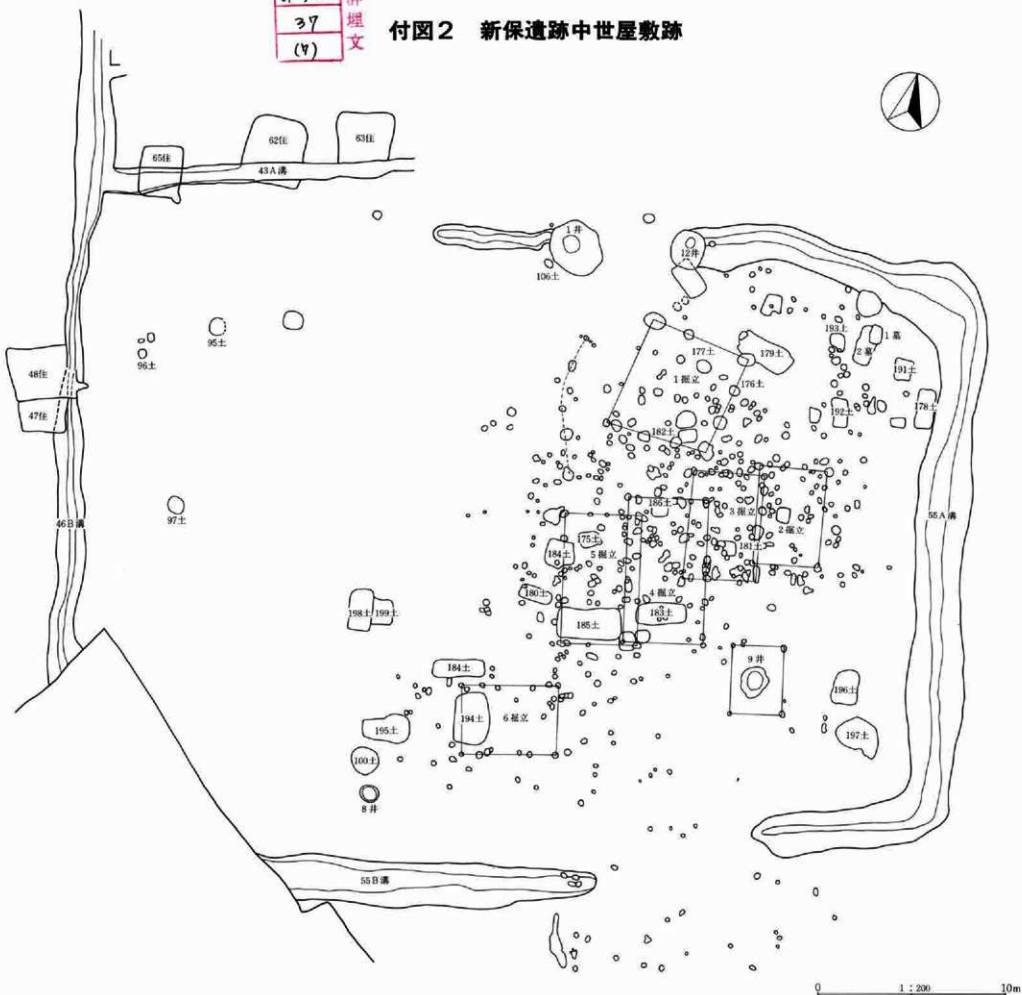 37
(7)
埋
文
付図2 新保遺跡中世屋敷跡
62住
63住
65住
43A溝
1井
12井
106土
95土
96土
48住
47住
193土
1墓
2墓
177土
179土
1掘立
176土
191土
192土
178土
182土
46B溝
97土
186土
3掘立
2掘立
55A溝
175土
184土
5掘立
181土
180土
4掘立
183土
185土
198土
199土
184土
9井
196土
194土
6掘立
195土
197土
100土
8井
55B溝
0 1:200 10m